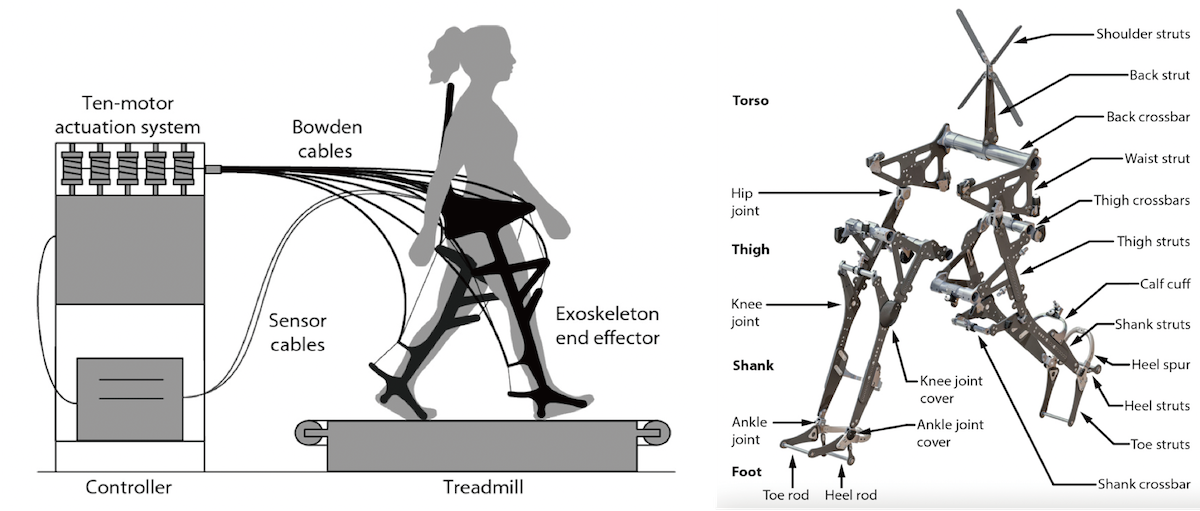 Ten-motor
actuation system
Bowden
cables
Sensor
cables
Exoskeleton
end effector
Controller
Treadmill
Torso
Hip
joint
Thigh
Knee
joint
Shank
Ankle
joint
Foot
Toe rod
Heel rod
Knee joint
cover
Ankle joint
cover
Shoulder struts
Back strut
Back crossbar
Waist strut
Thigh crossbars
Thigh struts
Calf cuff
Shank struts
Heel spur
Heel struts
Toe struts
Shank crossbar